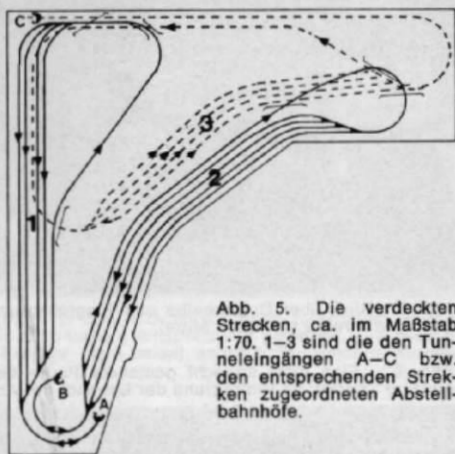 C
3
2
1
B
A
Abb. 5. Die verdeckten
Strecken, ca. im Maßstab
1:70. 1–3 sind die den Tun-
neleingängen A–C bzw.
den entsprechenden Strek-
ken zugeordneten Abstell-
bahnhöfe.